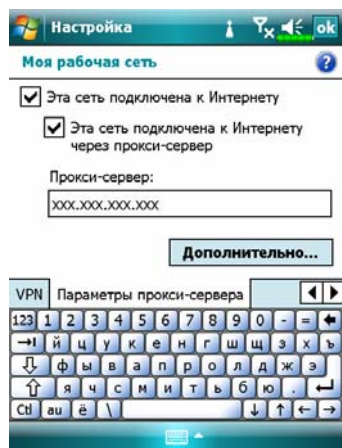 Настройка ok
Моя рабочая сеть ?
Эта сеть подключена к Интернету
Эта сеть подключена к Интернету
через прокси-сервер
Прокси-сервер:
xxx.xxx.xxx.xxx
Дополнительно...
VPN Параметры прокси-сервера
123 1 2 3 4 5 6 7 8 9 0 - =
й ц у к е н г ш щ з х ъ
ф ы в а п р о л д ж э
я ч с м и т ь б ю .
Ctl au ё \